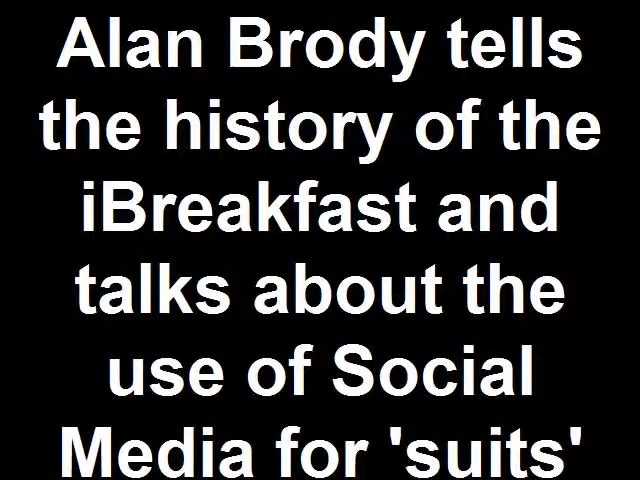 Alan Brody tells
the history of the
iBreakfast and
talks about the
use of Social
Media for 'suits'